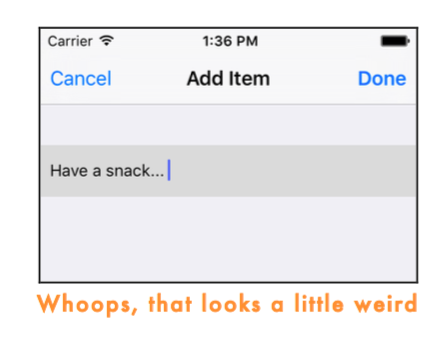 Carrier 1:36 PM
Cancel Add Item Done
Have a snack...
Whoops, that looks a little weird